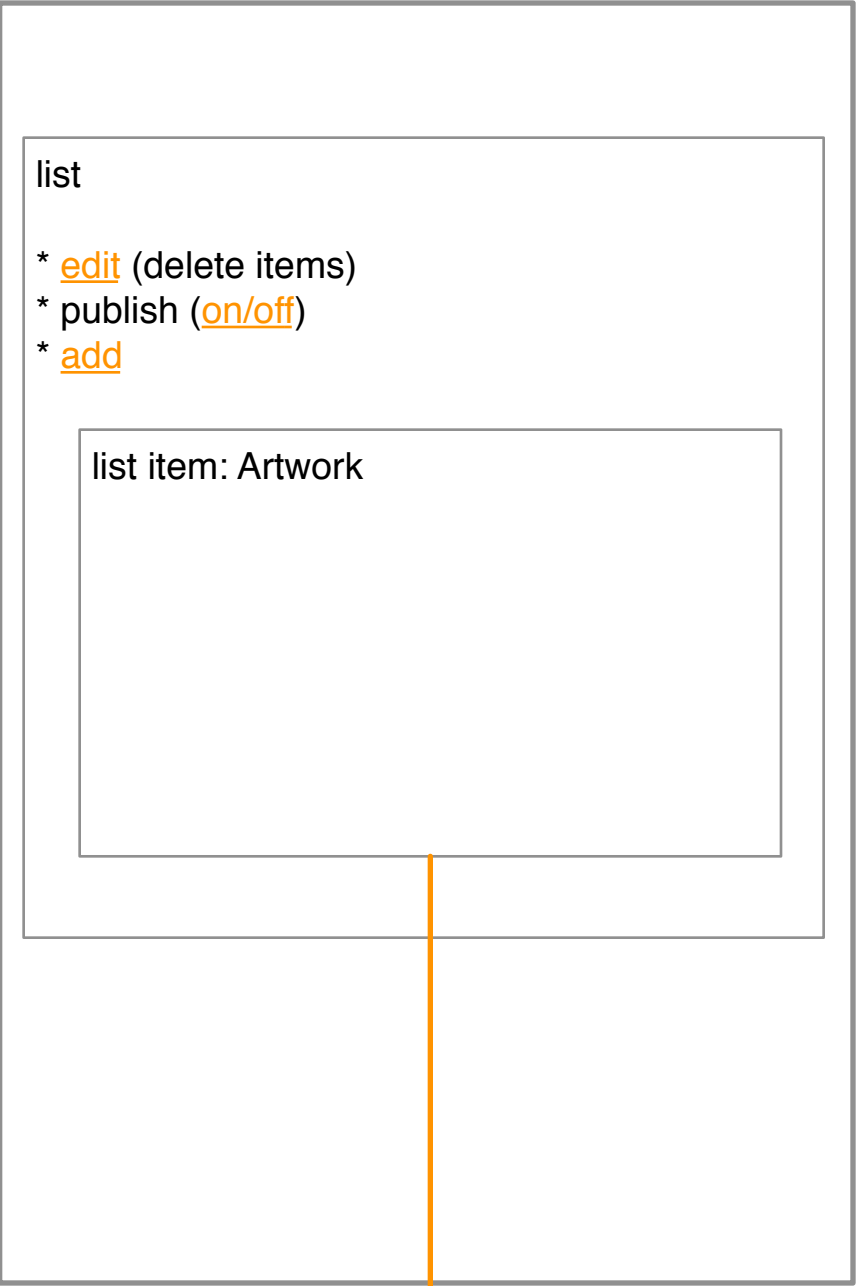 list
* edit (delete items)
* publish (on/off)
* add
list item: Artwork